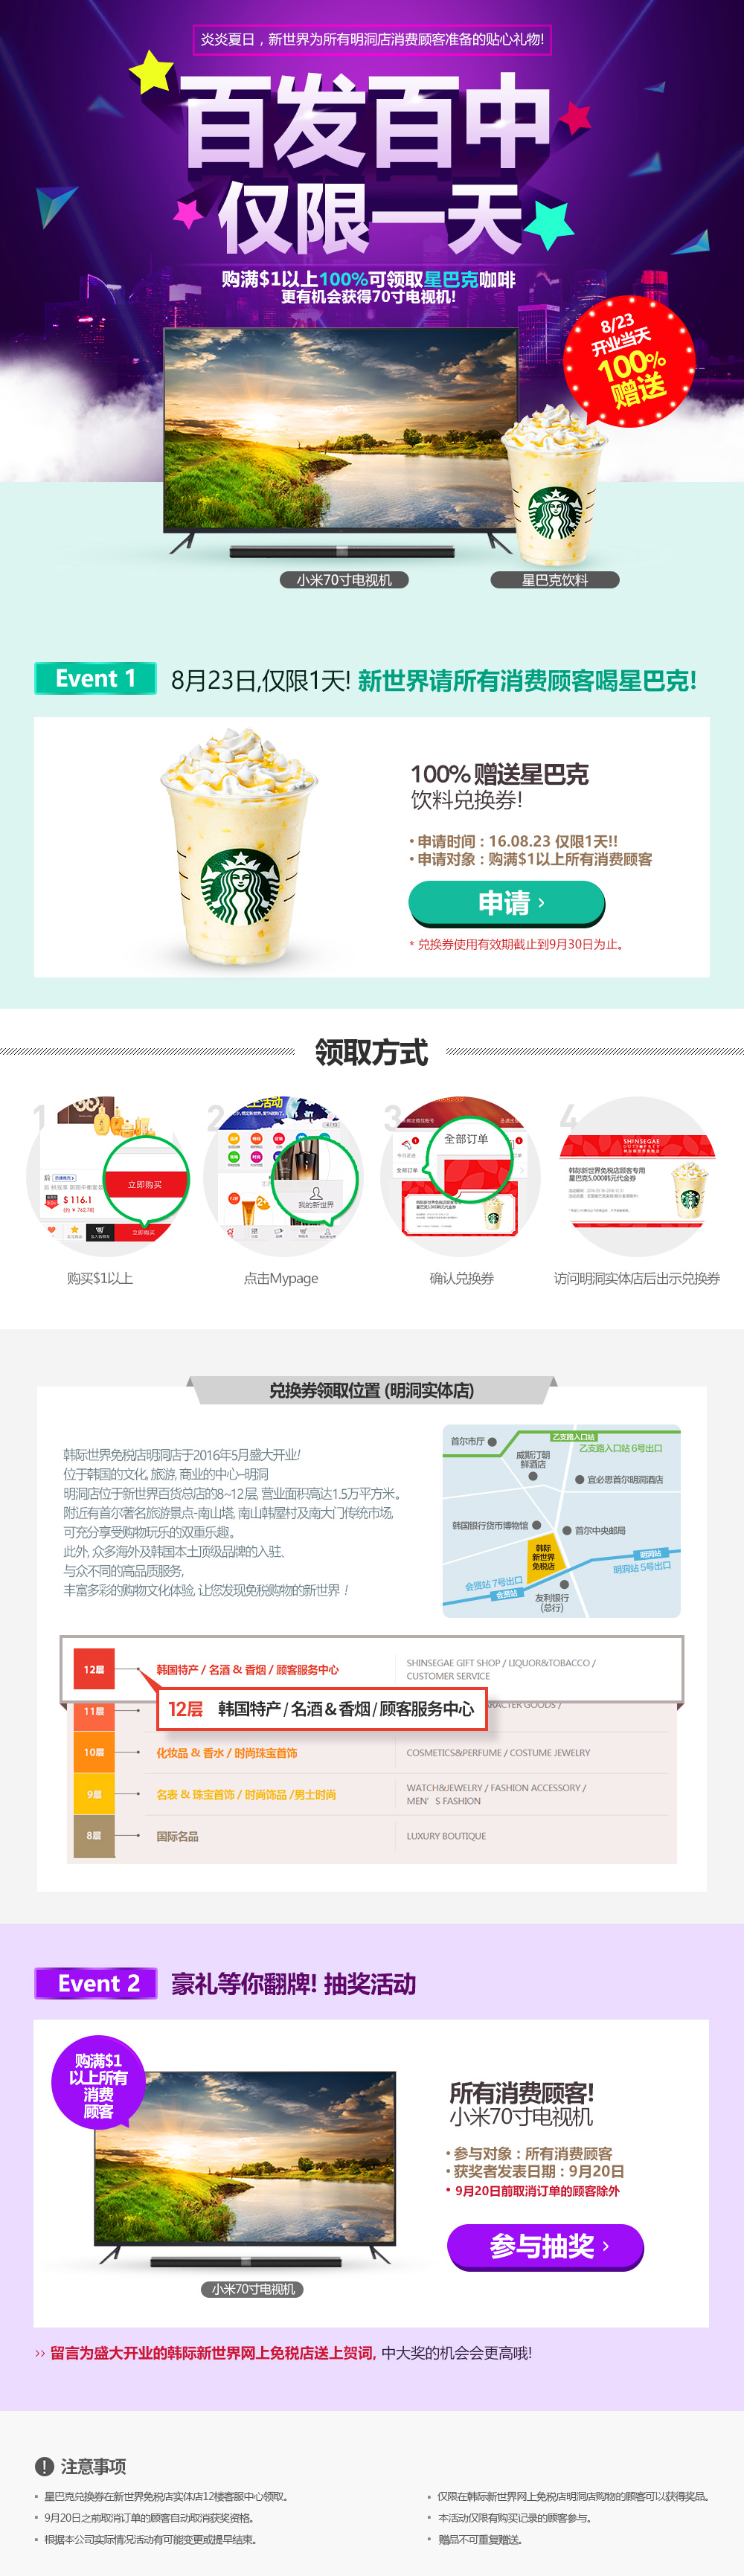 炎炎夏日，新世界为所有明洞店消费顾客准备的贴心礼物!
百发百中
仅限一天
购满$1以上100%可领取星巴克咖啡
更有机会获得70寸电视机!
8/23
开业当天
100%
赠送
小米70寸电视机
星巴克饮料
Event 1
8月23日,仅限1天! 新世界请所有消费顾客喝星巴克!
100% 赠送星巴克
饮料兑换券!
• 申请时间 : 16.08.23 仅限1天!!
• 申请对象 : 购满$1以上所有消费顾客
申请 ›
* 兑换券使用有效期截止到9月30日为止。
领取方式
1
立即购买
$ 116.1
立即购买
购买$1以上
2
我的新世界
点击Mypage
3
全部订单
全部订单
确认兑换券
4
SHINSEGAE
DUTY FREE
韩际新世界免税店顾客专用
星巴克5,000韩元代金券
访问明洞实体店后出示兑换券
兑换券领取位置 (明洞实体店)
韩际世界免税店明洞店于2016年5月盛大开业!
位于韩国的文化, 旅游, 商业的中心–明洞
明洞店位于新世界百货总店的8~12层, 营业面积高达1.5万平方米。
附近有首尔著名旅游景点-南山塔, 南山韩屋村及南大门传统市场,
可充分享受购物玩乐的双重乐趣。
此外, 众多海外及韩国本土顶级品牌的入驻、
与众不同的高品质服务,
丰富多彩的购物文化体验, 让您发现免税购物的新世界！
首尔市厅
乙支路入口站
乙支路入口站 6号出口
威斯汀朝
鲜酒店
宜必思首尔明洞酒店
韩国银行货币博物馆
首尔中央邮局
韩际
新世界
免税店
明洞站
明洞站 5号出口
会贤站 7号出口
会贤站
友利银行
(总行)
12层
韩国特产 / 名酒 & 香烟 / 顾客服务中心
SHINSEGAE GIFT SHOP / LIQUOR&TOBACCO /
CUSTOMER SERVICE
12层 韩国特产/名酒&香烟/顾客服务中心
11层
10层
化妆品 & 香水 / 时尚珠宝首饰
COSMETICS&PERFUME / COSTUME JEWELRY
9层
名表 & 珠宝首饰 / 时尚饰品 /男士时尚
WATCH&JEWELRY / FASHION ACCESSORY /
MEN'S FASHION
8层
国际名品
LUXURY BOUTIQUE
Event 2
豪礼等你翻牌! 抽奖活动
购满$1
以上所有
消费
顾客
小米70寸电视机
所有消费顾客!
小米70寸电视机
• 参与对象 : 所有消费顾客
• 获奖者发表日期 : 9月20日
• 9月20日前取消订单的顾客除外
参与抽奖 ›
›› 留言为盛大开业的韩际新世界网上免税店送上贺词, 中大奖的机会会更高哦!
! 注意事项
▪ 星巴克兑换券在新世界免税店实体店12楼客服中心领取。
▪ 9月20日之前取消订单的顾客自动取消获奖资格。
▪ 根据本公司实际情况活动有可能变更或提早结束。
▪ 仅限在韩际新世界网上免税店明洞店购物的顾客可以获得奖品。
▪ 本活动仅限有购买记录的顾客参与。
▪ 赠品不可重复赠送。